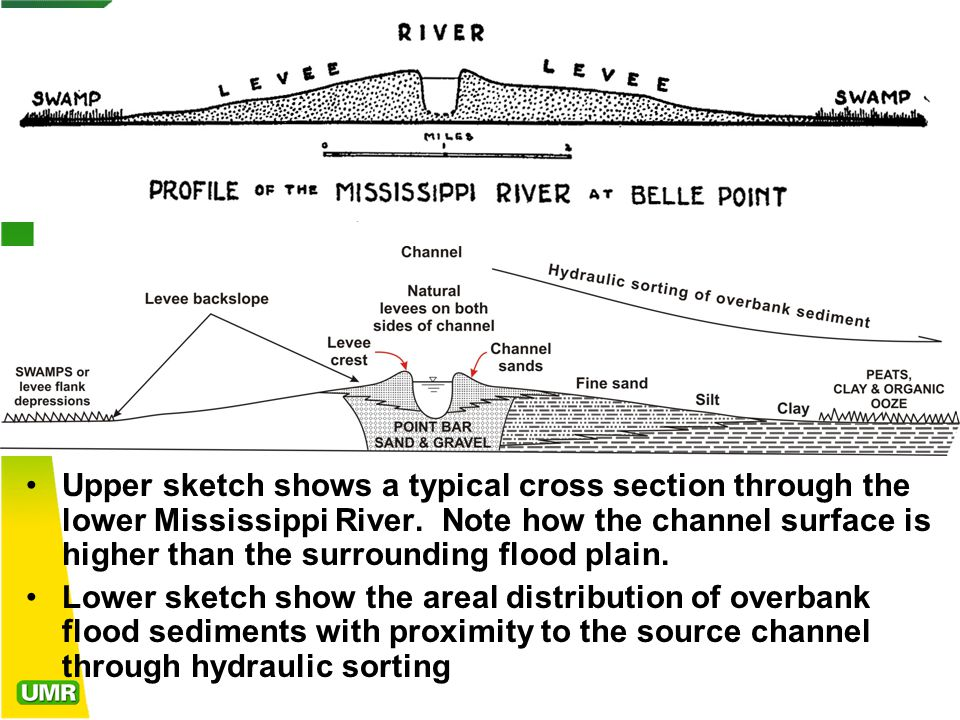 RIVER
LEVEE
LEVEE
SWAMP
SWAMP
MILES
0 1 2
PROFILE OF THE MISSISSIPPI RIVER AT BELLE POINT
Channel
Hydraulic sorting of overbank sediment
Levee backslope
Natural
levees on both
sides of channel
Levee
crest
Channel
sands
SWAMPS or
levee flank
depressions
Fine sand
Silt
Clay
PEATS,
CLAY & ORGANIC
OOZE
POINT BAR
SAND & GRAVEL
• Upper sketch shows a typical cross section through the
lower Mississippi River. Note how the channel surface is
higher than the surrounding flood plain.
• Lower sketch show the areal distribution of overbank
flood sediments with proximity to the source channel
through hydraulic sorting
UMR